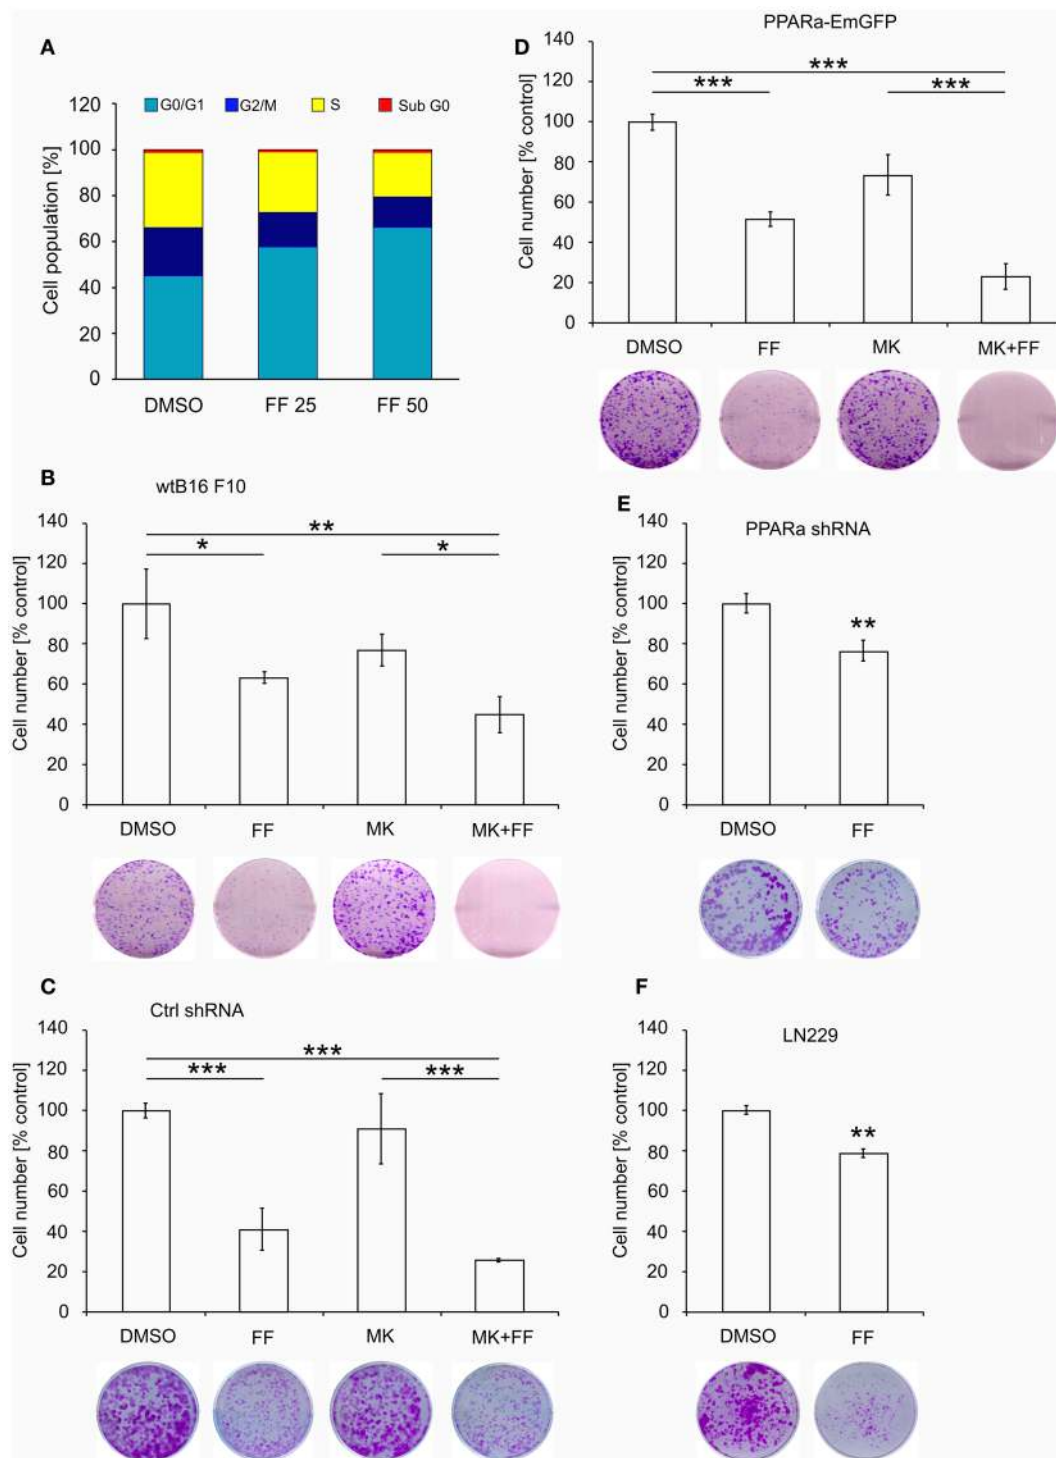 A
G0/G1 G2/M S Sub G0
120
100
80
60
40
20
0
Cell population [%]
DMSO FF 25 FF 50
B
wtB16 F10
140
120
100
80
60
40
20
0
Cell number [% control]
** 
* *
DMSO FF MK MK+FF
C
Ctrl shRNA
140
120
100
80
60
40
20
0
Cell number [% control]
***
*** ***
DMSO FF MK MK+FF
D
PPARa-EmGFP
140
120
100
80
60
40
20
0
Cell number [% control]
***
*** ***
DMSO FF MK MK+FF
E
PPARa shRNA
140
120
100
80
60
40
20
0
Cell number [% control]
**
DMSO FF
F
LN229
140
120
100
80
60
40
20
0
Cell number [% control]
**
DMSO FF